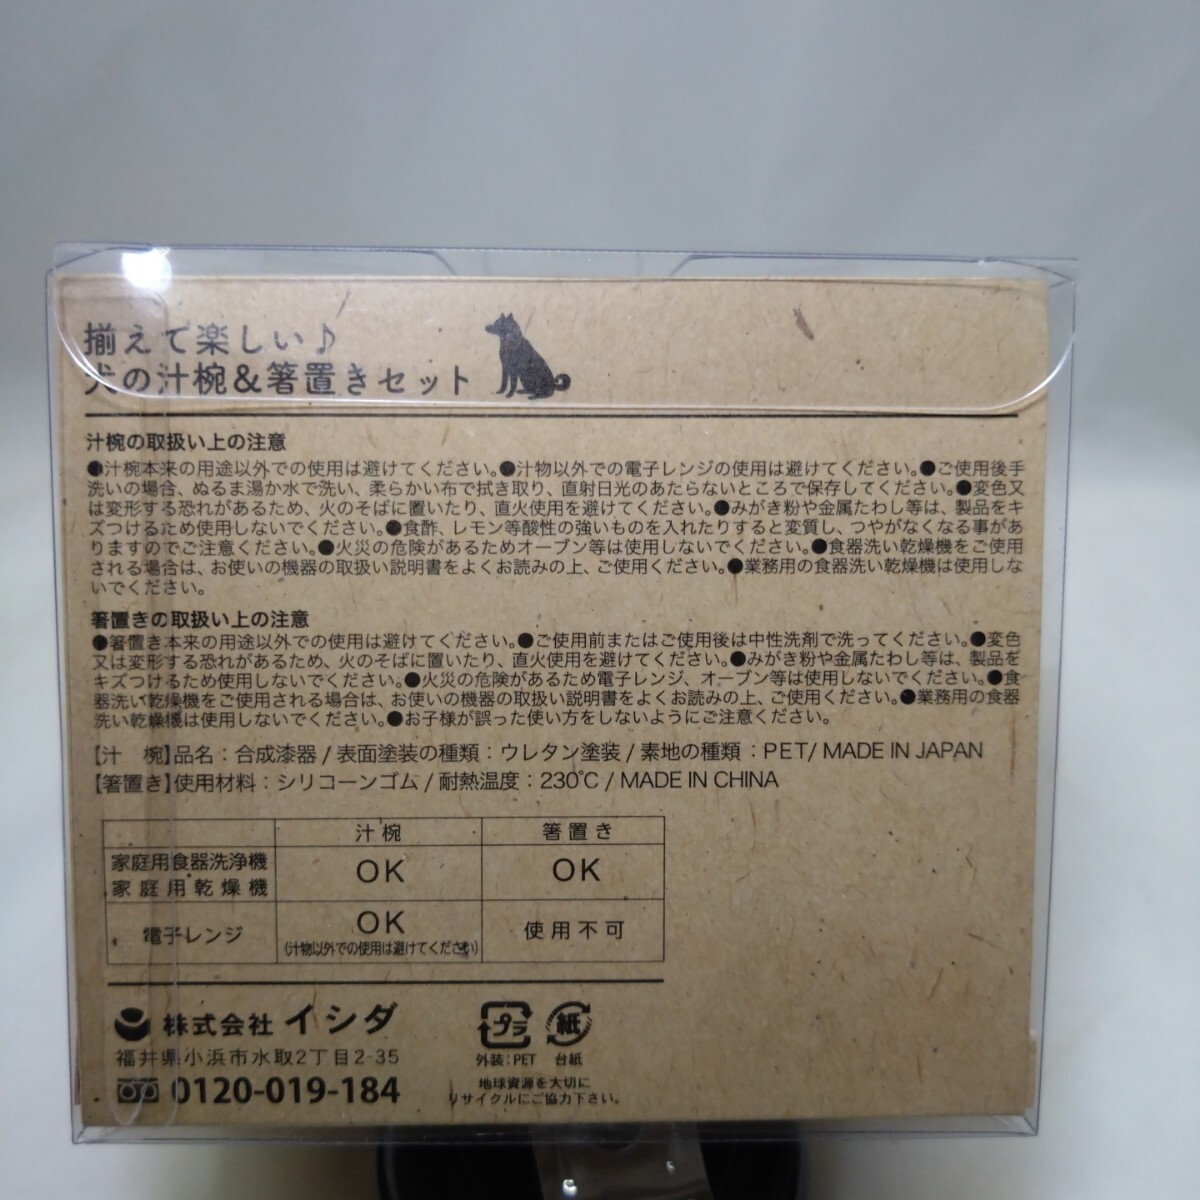 揃えて楽しい♪
犬の汁椀&箸置きセット
汁椀の取扱い上の注意
●汁椀本来の用途以外での使用は避けてください。●汁物以外での電子レンジの使用は避けてください。●ご使用後手
洗いの場合、ぬるま湯か水で洗い、柔らかい布で拭き取り、直射日光のあたらないところで保存してください。●変色又
は変形する恐れがあるため、火のそばに置いたり、直火使用を避けてください。●みがき粉や金属たわし等は、製品をキ
ズつけるため使用しないでください。●食酢、レモン等酸性の強いものを入れたりすると変質し、つやがなくなる事があ
りますのでご注意ください。●火災の危険があるためオーブン等は使用しないでください。●食器洗い乾燥機をご使用
される場合は、お使いの機器の取扱い説明書をよくお読みの上、ご使用ください。●業務用の食器洗い乾燥機は使用しな
いでください。
箸置きの取扱い上の注意
●箸置き本来の用途以外での使用は避けてください。●ご使用前またはご使用後は中性洗剤で洗ってください。●変色
又は変形する恐れがあるため、火のそばに置いたり、直火使用を避けてください。●みがき粉や金属たわし等は、製品を
キズつけるため使用しないでください。●火災の危険があるため電子レンジ、オーブン等は使用しないでください。●食
器洗い乾燥機をご使用される場合は、お使いの機器の取扱い説明書をよくお読みの上、ご使用ください。●業務用の食器
洗い乾燥機は使用しないでください。●お子様が誤った使い方をしないようにご注意ください。
【汁 椀】品名：合成漆器 / 表面塗装の種類：ウレタン塗装 / 素地の種類：PET/ MADE IN JAPAN
【箸置き】使用材料：シリコーンゴム / 耐熱温度：230℃ / MADE IN CHINA
汁椀 箸置き
家庭用食器洗浄機
家庭用乾燥機
OK OK
電子レンジ
OK
(汁物以外での使用は避けてください)
使用不可
株式会社 イシダ
福井県小浜市水取2丁目2-35
0120-019-184
プラ 紙
外装：PET 台紙
地球資源を大切に
リサイクルにご協力下さい。